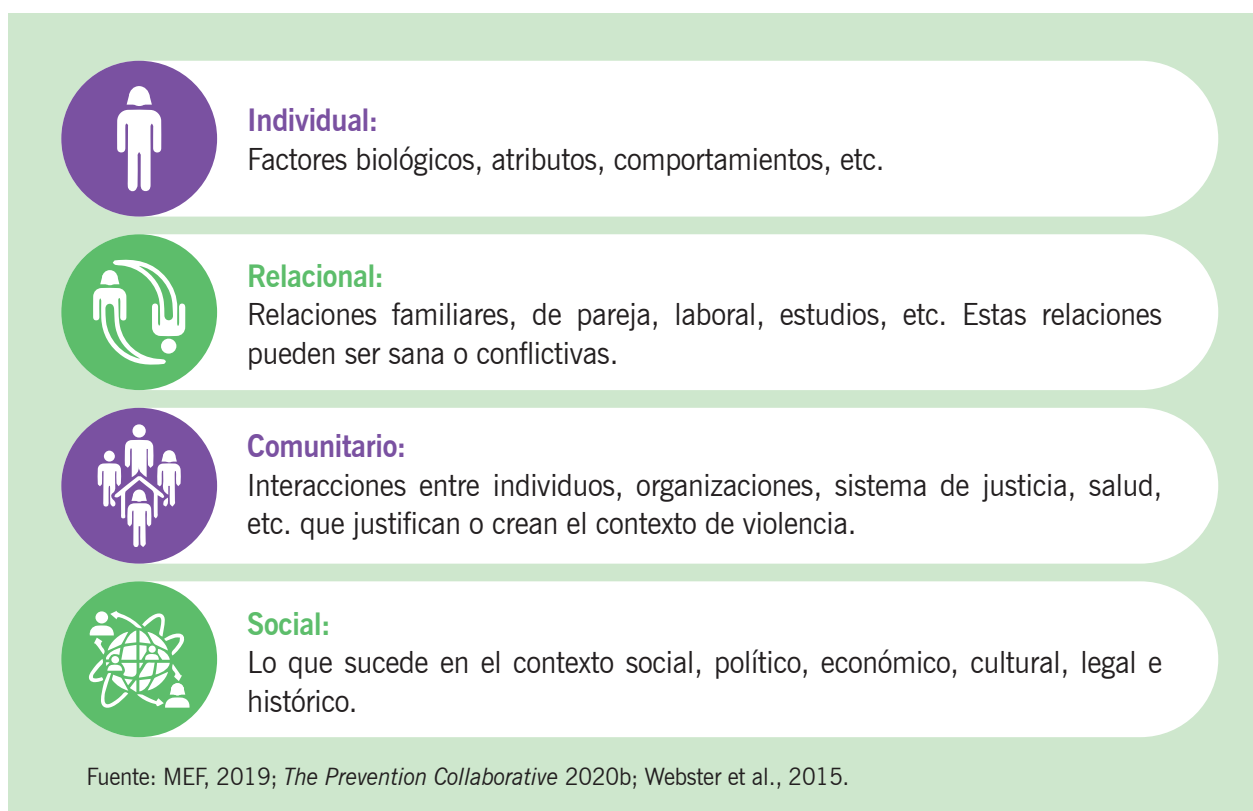 Individual:
Factores biológicos, atributos, comportamientos, etc.
Relacional:
Relaciones familiares, de pareja, laboral, estudios, etc. Estas relaciones
pueden ser sana o conflictivas.
Comunitario:
Interacciones entre individuos, organizaciones, sistema de justicia, salud,
etc. que justifican o crean el contexto de violencia.
Social:
Lo que sucede en el contexto social, político, económico, cultural, legal e
histórico.
Fuente: MEF, 2019; The Prevention Collaborative 2020b; Webster et al., 2015.